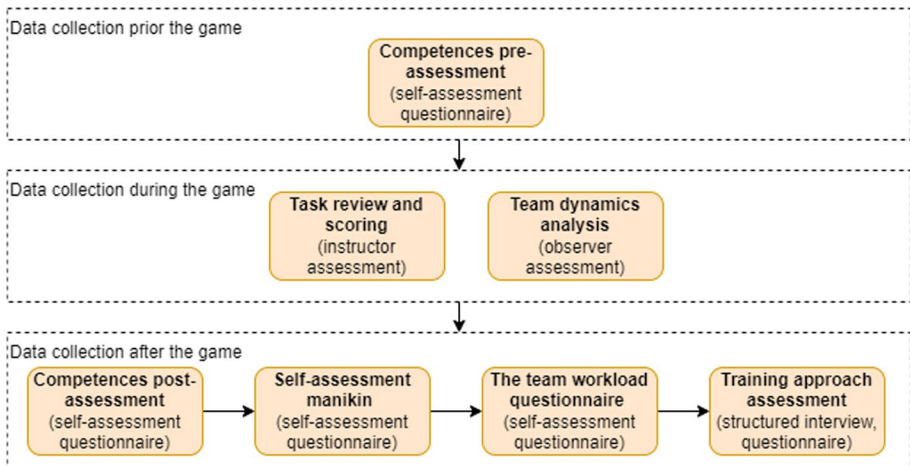 Data collection prior the game
Competences pre-
assessment
(self-assessment
questionnaire)
Data collection during the game
Task review and
scoring
(instructor
assessment)
Team dynamics
analysis
(observer
assessment)
Data collection after the game
Competences post-
assessment
(self-assessment
questionnaire)
Self-assessment
manikin
(self-assessment
questionnaire)
The team workload
questionnaire
(self-assessment
questionnaire)
Training approach
assessment
(structured interview,
questionnaire)